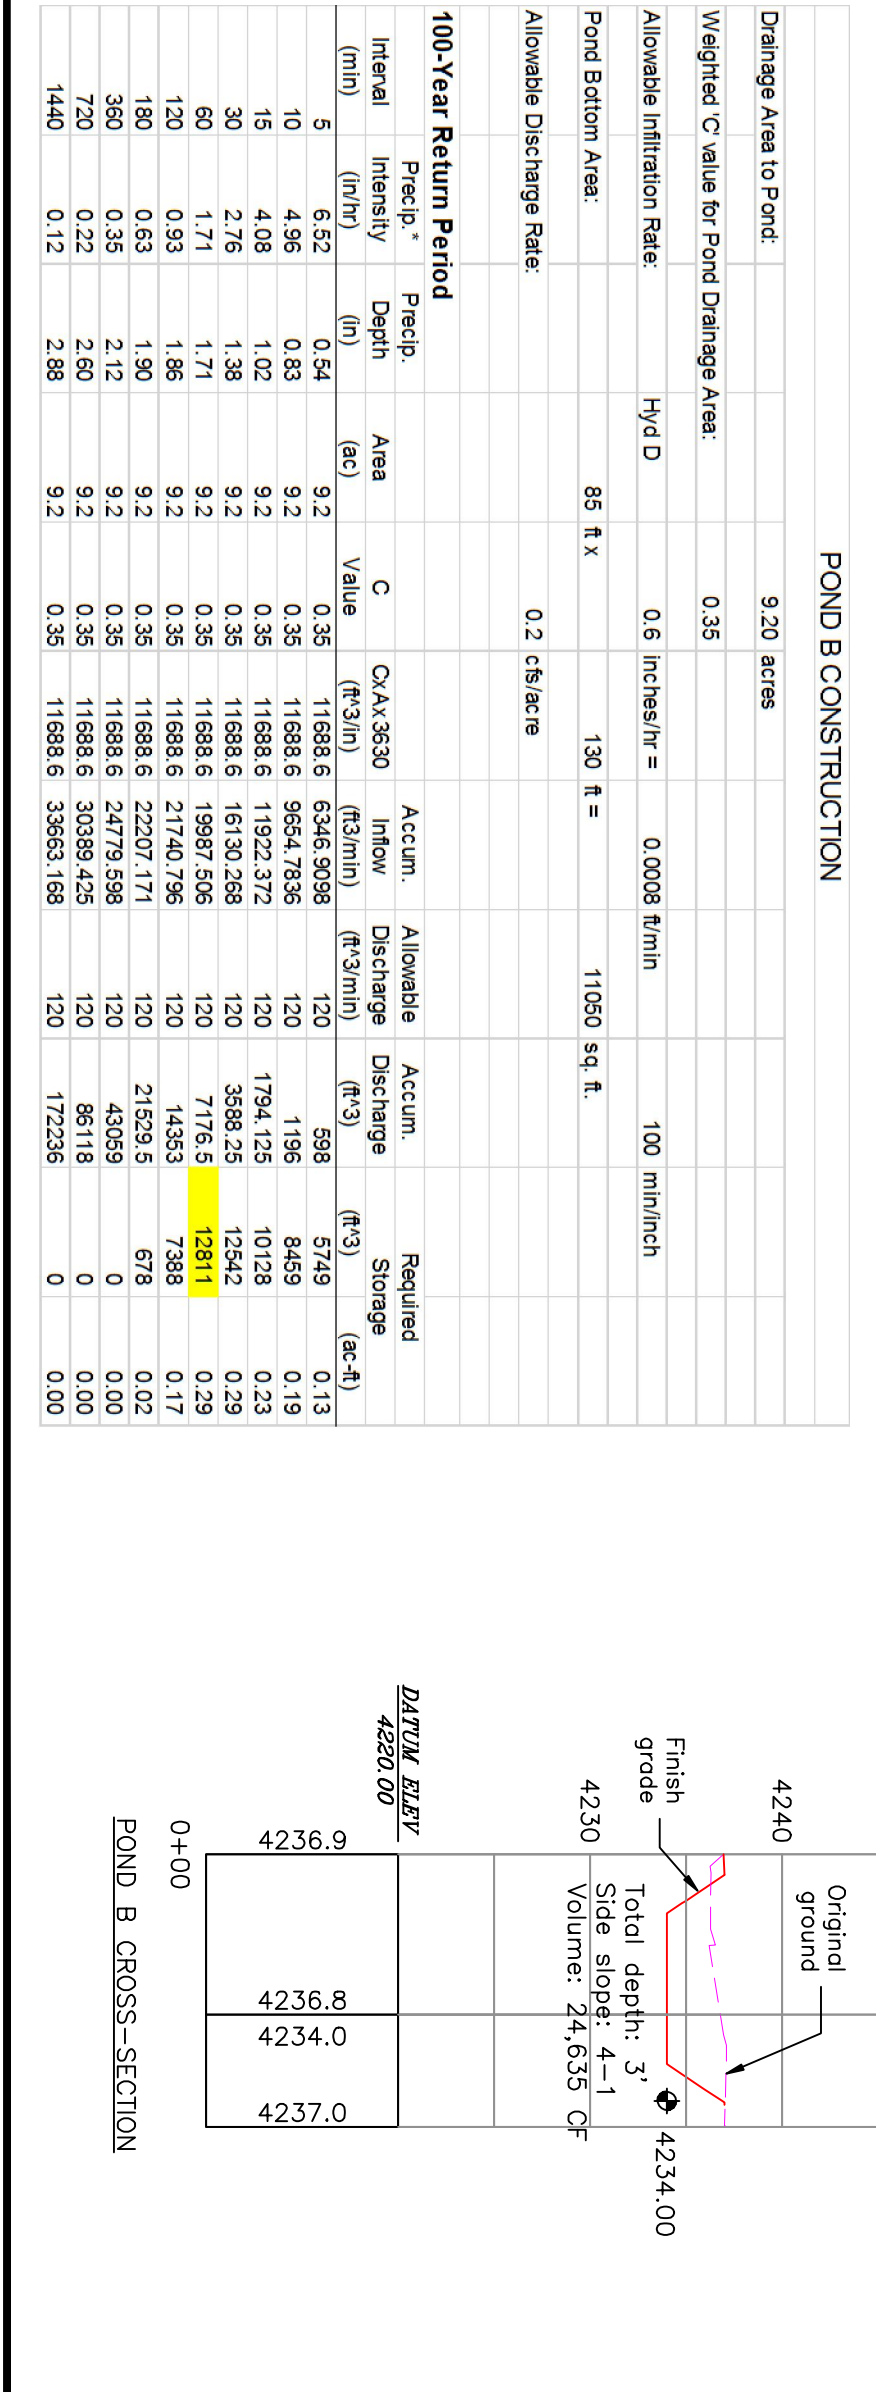 POND B CONSTRUCTION
Drainage Area to Pond: 9.20 acres
Weighted 'C' value for Pond Drainage Area: 0.35
Allowable Infiltration Rate: Hyd D 0.6 inches/hr = 0.0008 ft/min 100 min/inch
Pond Bottom Area: 85 ft x 130 ft = 11050 sq. ft.
Allowable Discharge Rate: 0.2 cfs/acre
100-Year Return Period
Precip. * Precip. Accum. Allowable Accum. Required
Interval Intensity Depth Area C CxAx3630 Inflow Discharge Discharge Storage
(min) (in/hr) (in) (ac) Value (ft^3/in) (ft3/min) (ft^3/min) (ft^3) (ft^3) (ac-ft)
5 6.52 0.54 9.2 0.35 11688.6 6346.9098 120 598 5749 0.13
10 4.96 0.83 9.2 0.35 11688.6 9654.7836 120 1196 8459 0.19
15 4.08 1.02 9.2 0.35 11688.6 11922.372 120 1794.125 10128 0.23
30 2.76 1.38 9.2 0.35 11688.6 16130.268 120 3588.25 12542 0.29
60 1.71 1.71 9.2 0.35 11688.6 19987.506 120 7176.5 12811 0.29
120 0.93 1.86 9.2 0.35 11688.6 21740.796 120 14353 7388 0.17
180 0.63 1.90 9.2 0.35 11688.6 22207.171 120 21529.5 678 0.02
360 0.35 2.12 9.2 0.35 11688.6 24779.598 120 43059 0 0.00
720 0.22 2.60 9.2 0.35 11688.6 30389.425 120 86118 0 0.00
1440 0.12 2.88 9.2 0.35 11688.6 33663.168 120 172236 0 0.00
Original
ground
4240
Finish
grade
4234.00
Total depth: 3'
Side slope: 4-1
Volume: 24,635 CF
4230
DATUM ELEV
4220.00
4236.9
4236.8
4234.0
4237.0
0+00
POND B CROSS-SECTION